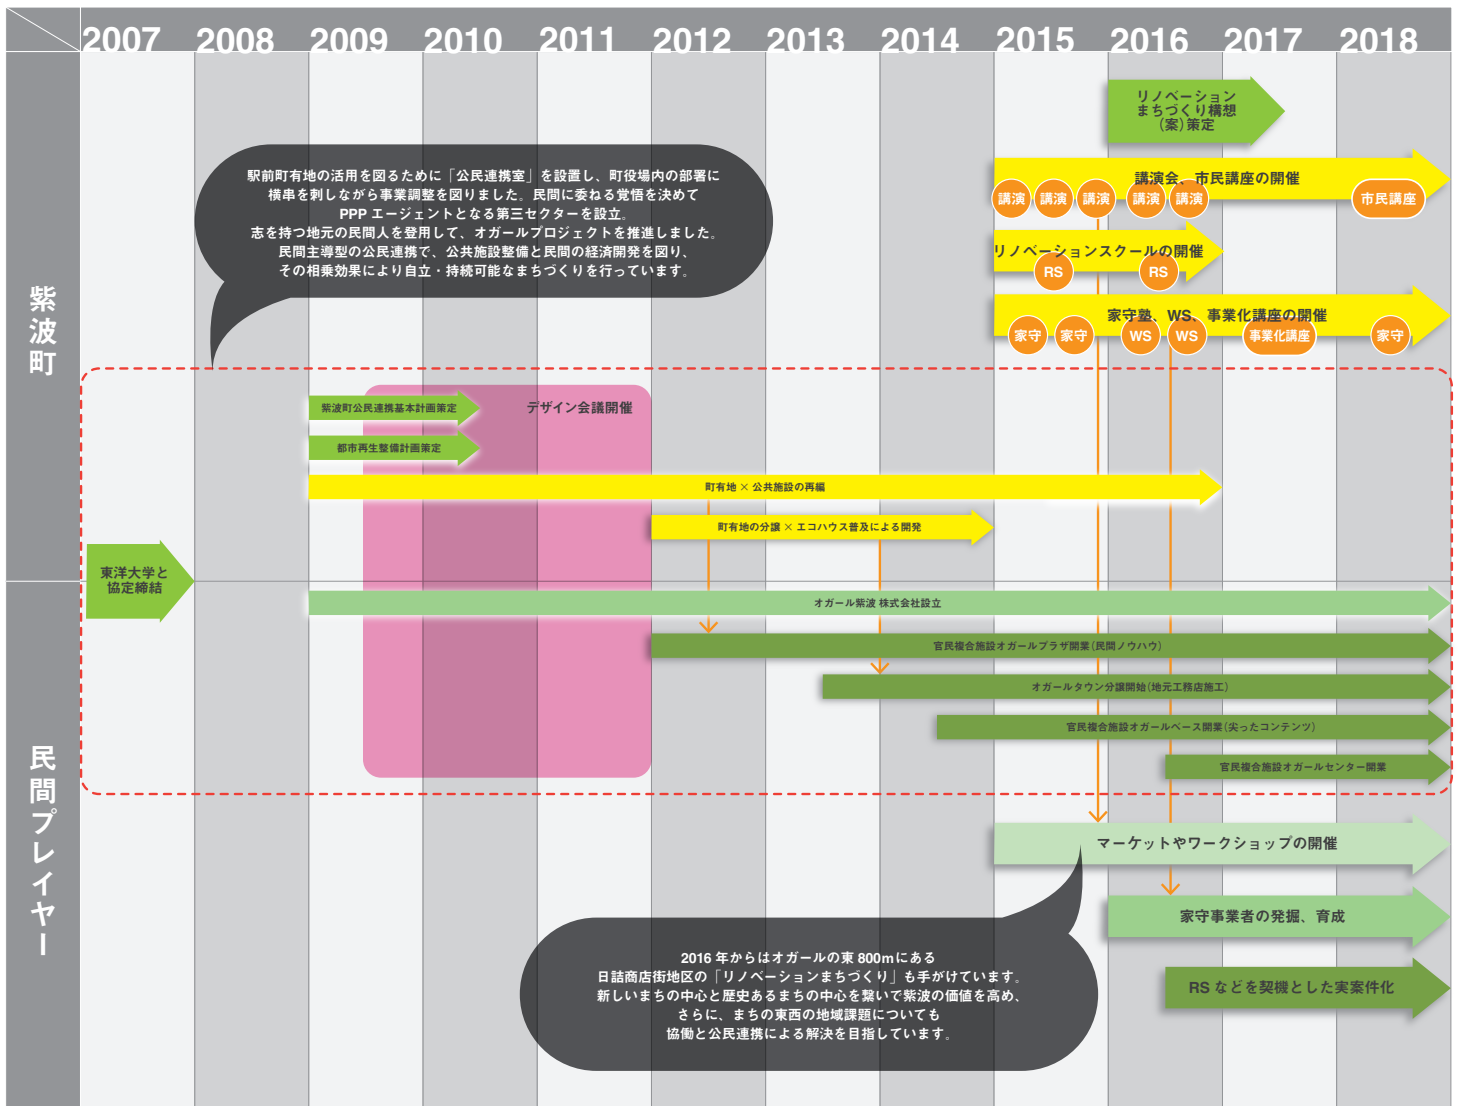 2007 2008 2009 2010 2011 2012 2013 2014 2015 2016 2017 2018
紫波町
リノベーション
まちづくり構想
(案)策定
講演会、市民講座の開催
講演 講演 講演 講演 講演 市民講座
リノベーションスクールの開催
RS RS
家守塾、WS、事業化講座の開催
家守 家守 WS WS 事業化講座 家守
駅前町有地の活用を図るために「公民連携室」を設置し、町役場内の部署に
横串を刺しながら事業調整を図りました。民間に委ねる覚悟を決めて
PPP エージェントとなる第三セクターを設立。
志を持つ地元の民間人を登用して、オガールプロジェクトを推進しました。
民間主導型の公民連携で、公共施設整備と民間の経済開発を図り、
その相乗効果により自立・持続可能なまちづくりを行っています。
紫波町公民連携基本計画策定
デザイン会議開催
都市再生整備計画策定
町有地 × 公共施設の再編
町有地の分譲 × エコハウス普及による開発
東洋大学と
協定締結
民間プレイヤー
オガール紫波 株式会社設立
官民複合施設オガールプラザ開業(民間ノウハウ)
オガールタウン分譲開始(地元工務店施工)
官民複合施設オガールベース開業(尖ったコンテンツ)
官民複合施設オガールセンター開業
マーケットやワークショップの開催
家守事業者の発掘、育成
RS などを契機とした実案件化
2016 年からはオガールの東 800mにある
日詰商店街地区の「リノベーションまちづくり」も手がけています。
新しいまちの中心と歴史あるまちの中心を繋いで紫波の価値を高め、
さらに、まちの東西の地域課題についても
協働と公民連携による解決を目指しています。